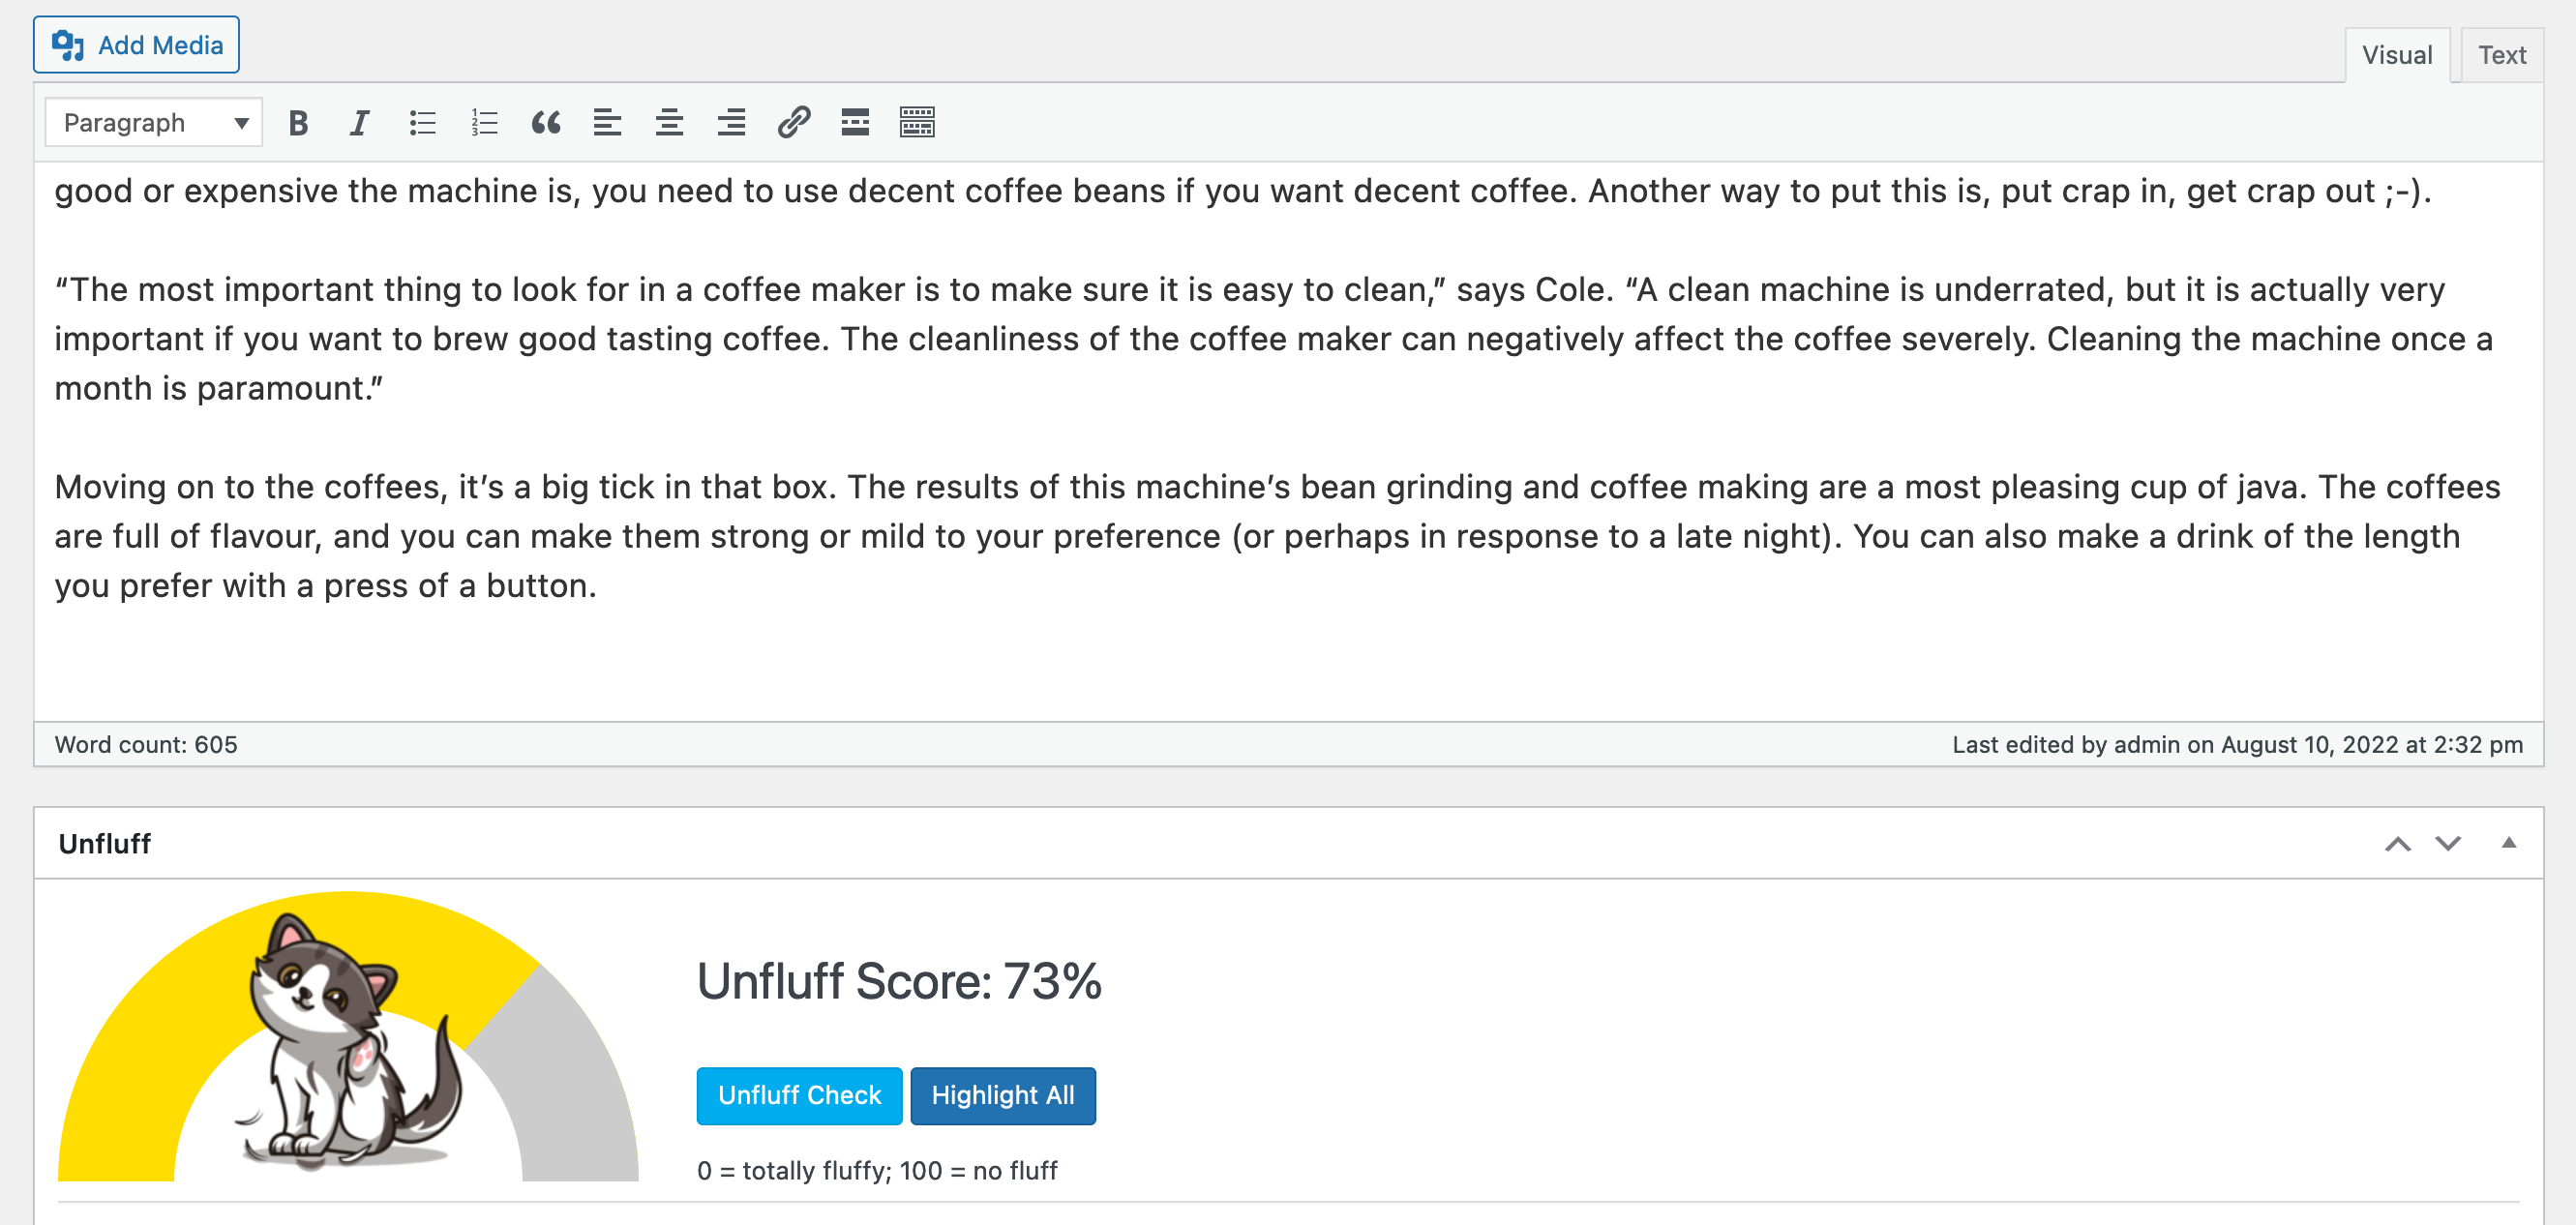 Add Media
Visual
Text
Paragraph
good or expensive the machine is, you need to use decent coffee beans if you want decent coffee. Another way to put this is, put crap in, get crap out ;-).
“The most important thing to look for in a coffee maker is to make sure it is easy to clean,” says Cole. “A clean machine is underrated, but it is actually very
important if you want to brew good tasting coffee. The cleanliness of the coffee maker can negatively affect the coffee severely. Cleaning the machine once a
month is paramount.”
Moving on to the coffees, it’s a big tick in that box. The results of this machine’s bean grinding and coffee making are a most pleasing cup of java. The coffees
are full of flavour, and you can make them strong or mild to your preference (or perhaps in response to a late night). You can also make a drink of the length
you prefer with a press of a button.
Word count: 605
Last edited by admin on August 10, 2022 at 2:32 pm
Unfluff
Unfluff Score: 73%
Unfluff Check
Highlight All
0 = totally fluffy; 100 = no fluff